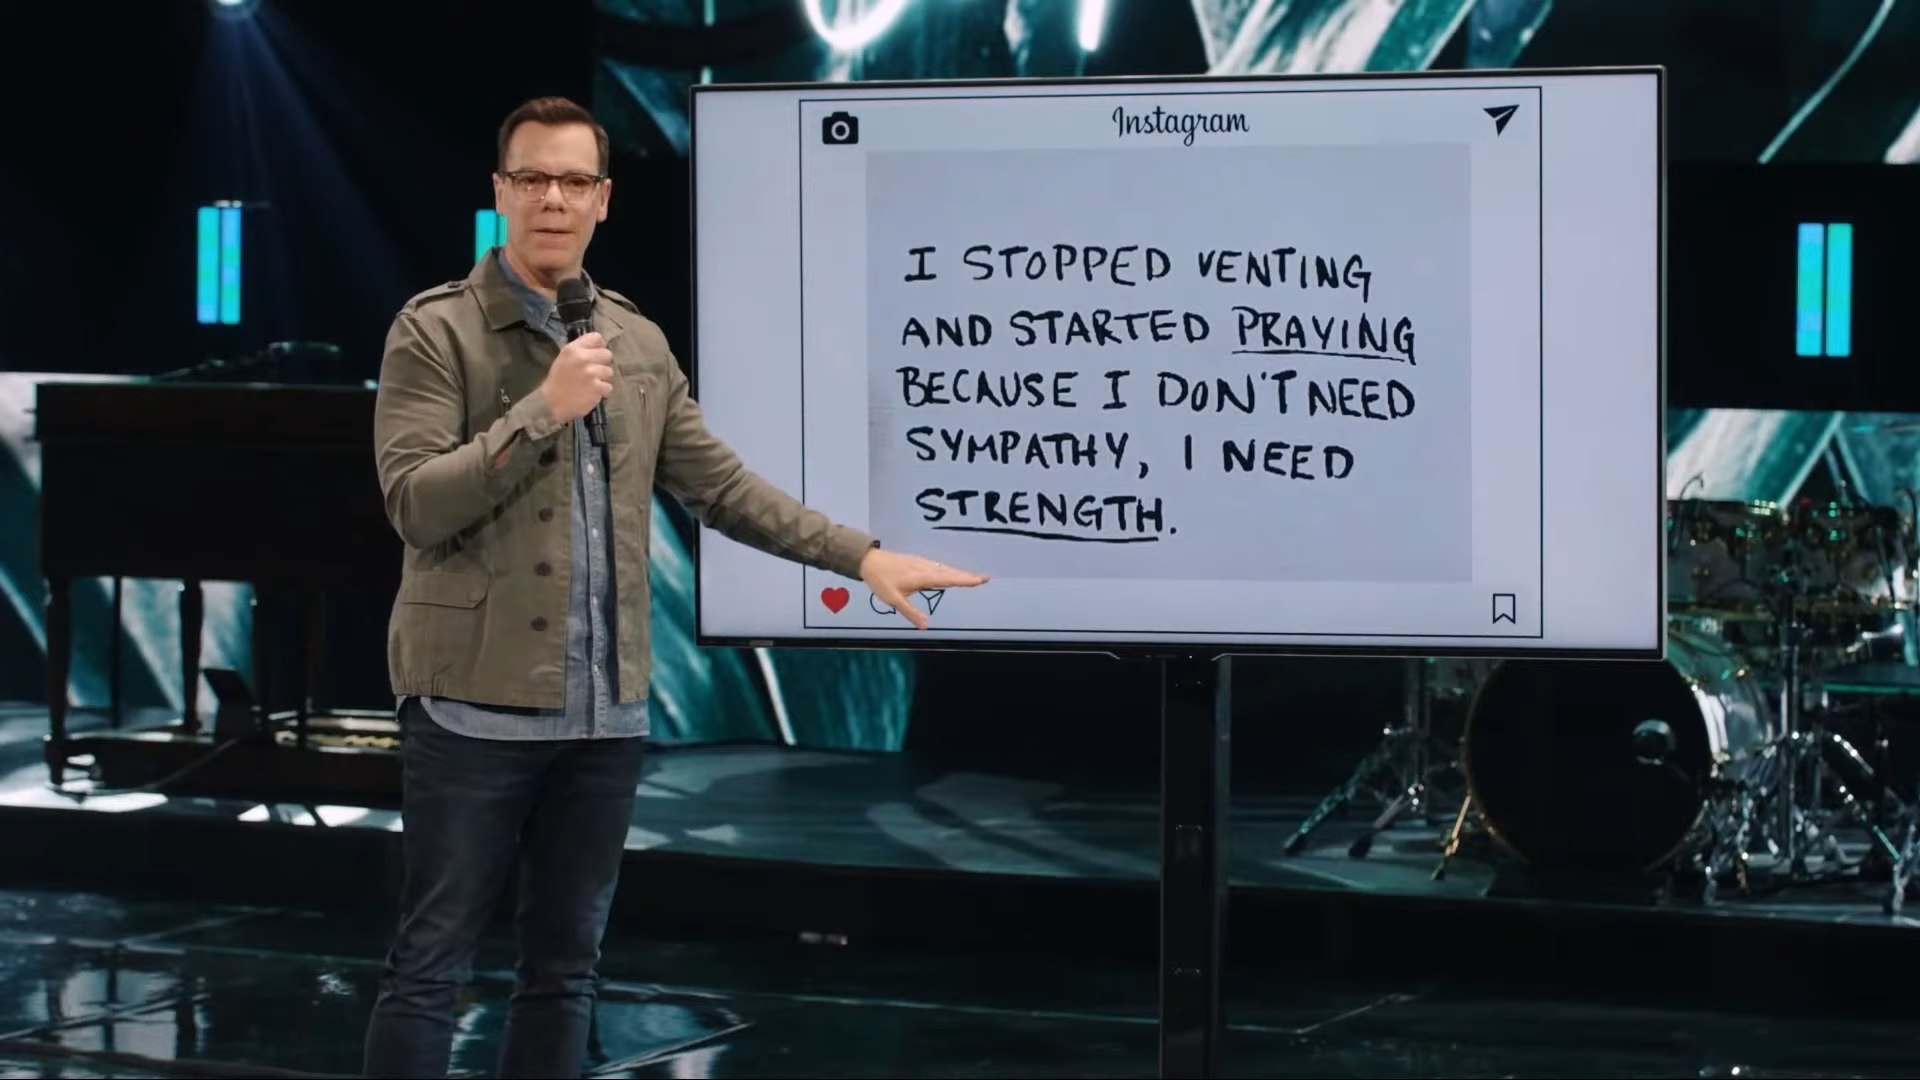 Instagram
I STOPPED VENTING
AND STARTED PRAYING
BECAUSE I DON'T NEED
SYMPATHY, I NEED
STRENGTH.